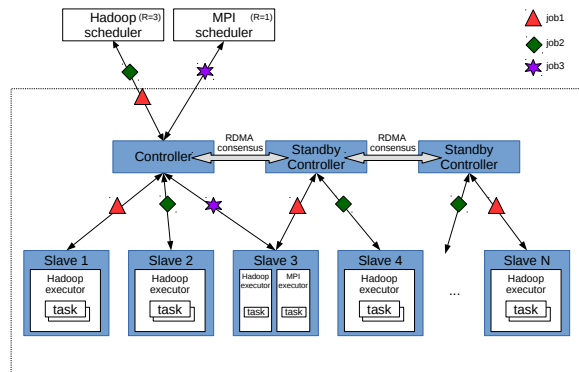 Hadoop (R=3)
scheduler
MPI (R=1)
scheduler
job1
job2
job3
Controller
RDMA
consensus
Standby
Controller
RDMA
consensus
Standby
Controller
Slave 1
Hadoop
executor
task
Slave 2
Hadoop
executor
task
Slave 3
Hadoop
executor
task
MPI
executor
task
Slave 4
Hadoop
executor
task
...
Slave N
Hadoop
executor
task